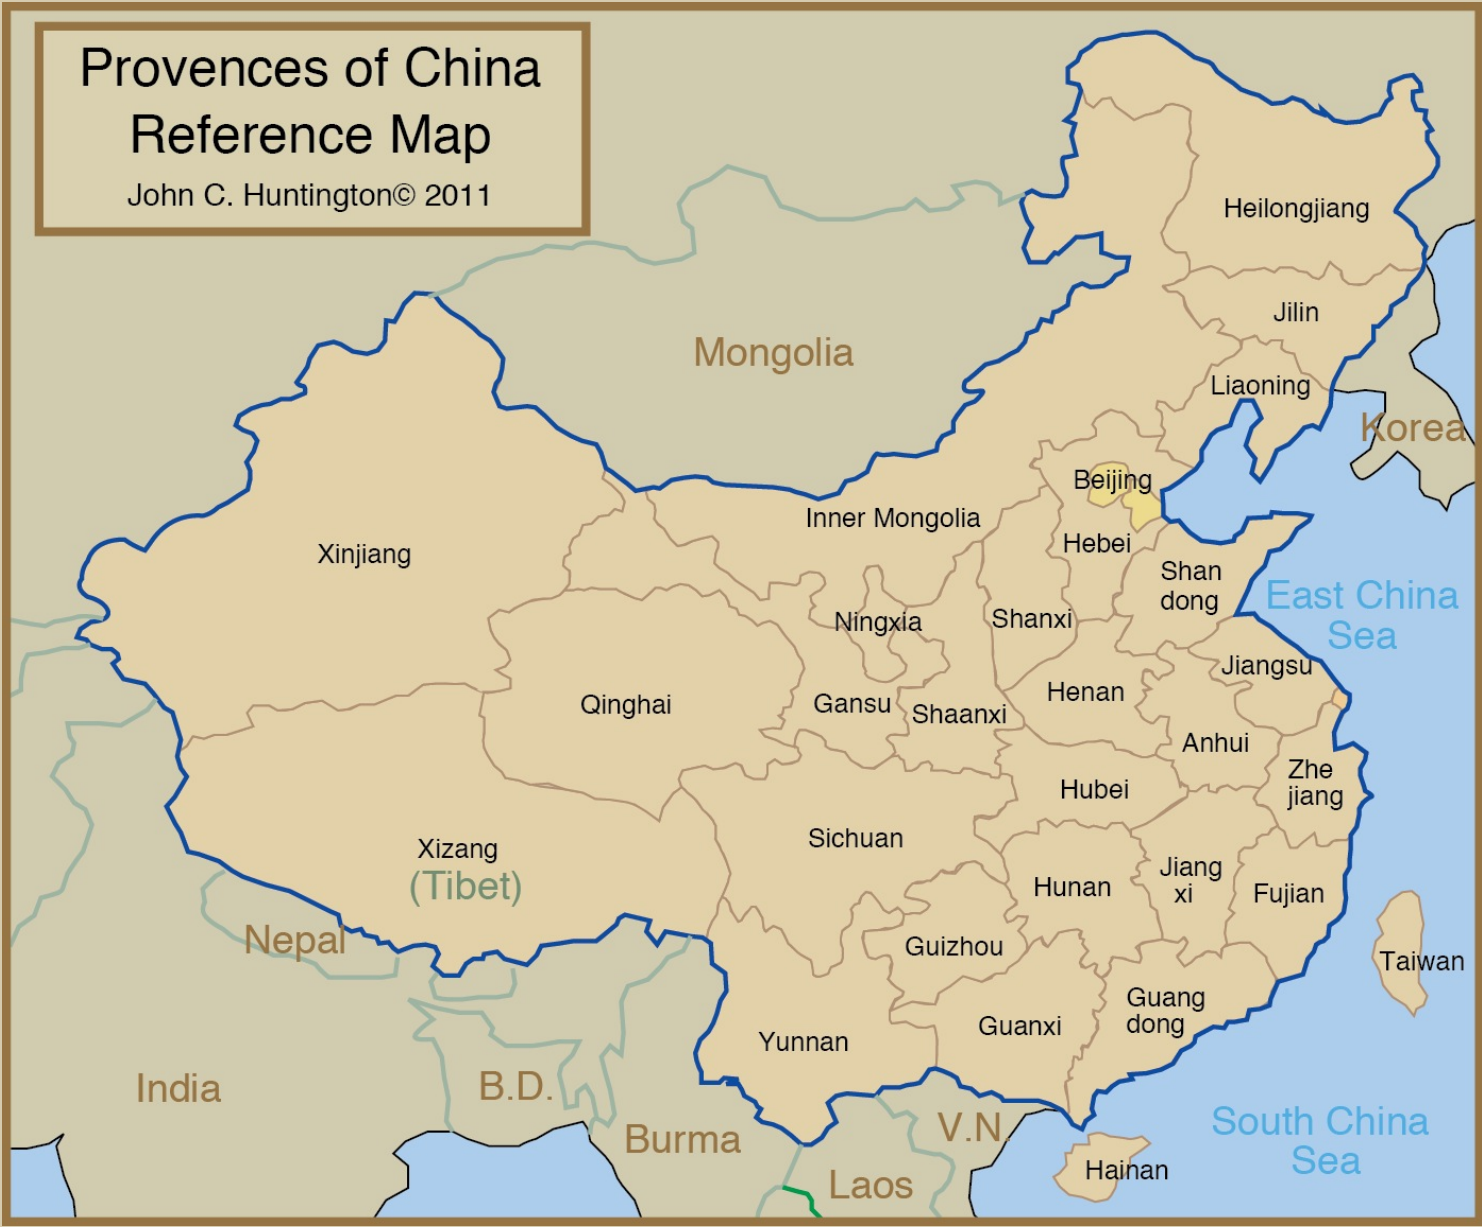 Provences of China
Reference Map
John C. Huntington© 2011
Heilongjiang
Jilin
Mongolia
Liaoning
Korea
Beijing
Inner Mongolia
Xinjiang
Hebei
Shan
dong
East China
Sea
Ningxia
Shanxi
Jiangsu
Qinghai
Gansu
Shaanxi
Henan
Anhui
Zhe
jiang
Hubei
Sichuan
Xizang
(Tibet)
Hunan
Jiang
xi
Fujian
Nepal
Guizhou
Taiwan
Guang
dong
Yunnan
Guanxi
India
B.D.
Burma
V.N.
South China
Sea
Laos
Hainan